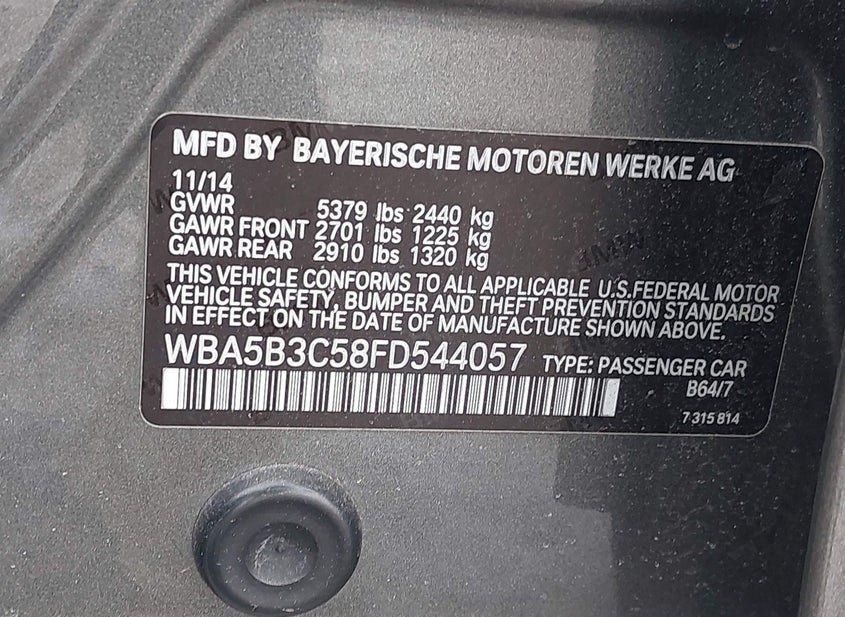 MFD BY BAYERISCHE MOTOREN WERKE AG
11/14
GVWR 5379 lbs 2440 kg
GAWR FRONT 2701 lbs 1225 kg
GAWR REAR 2910 lbs 1320 kg
THIS VEHICLE CONFORMS TO ALL APPLICABLE U.S.FEDERAL MOTOR
VEHICLE SAFETY, BUMPER AND THEFT PREVENTION STANDARDS
IN EFFECT ON THE DATE OF MANUFACTURE SHOWN ABOVE.
WBA5B3C58FD544057 TYPE: PASSENGER CAR
B64/7
7 315 814